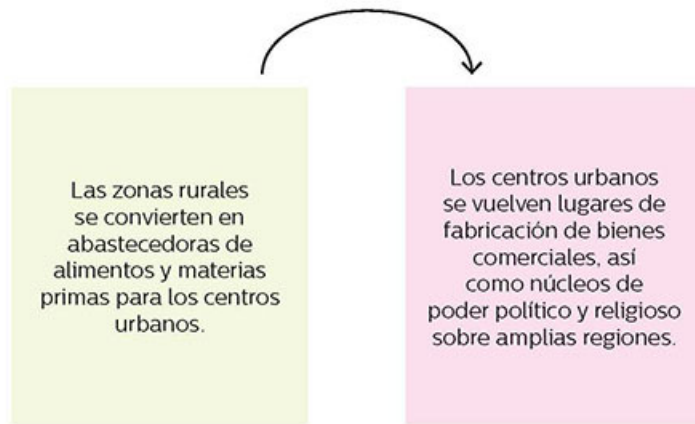 Las zonas rurales
se convierten en
abastecedoras de
alimentos y materias
primas para los centros
urbanos.
Los centros urbanos
se vuelven lugares de
fabricación de bienes
comerciales, así
como núcleos de
poder político y religioso
sobre amplias regiones.